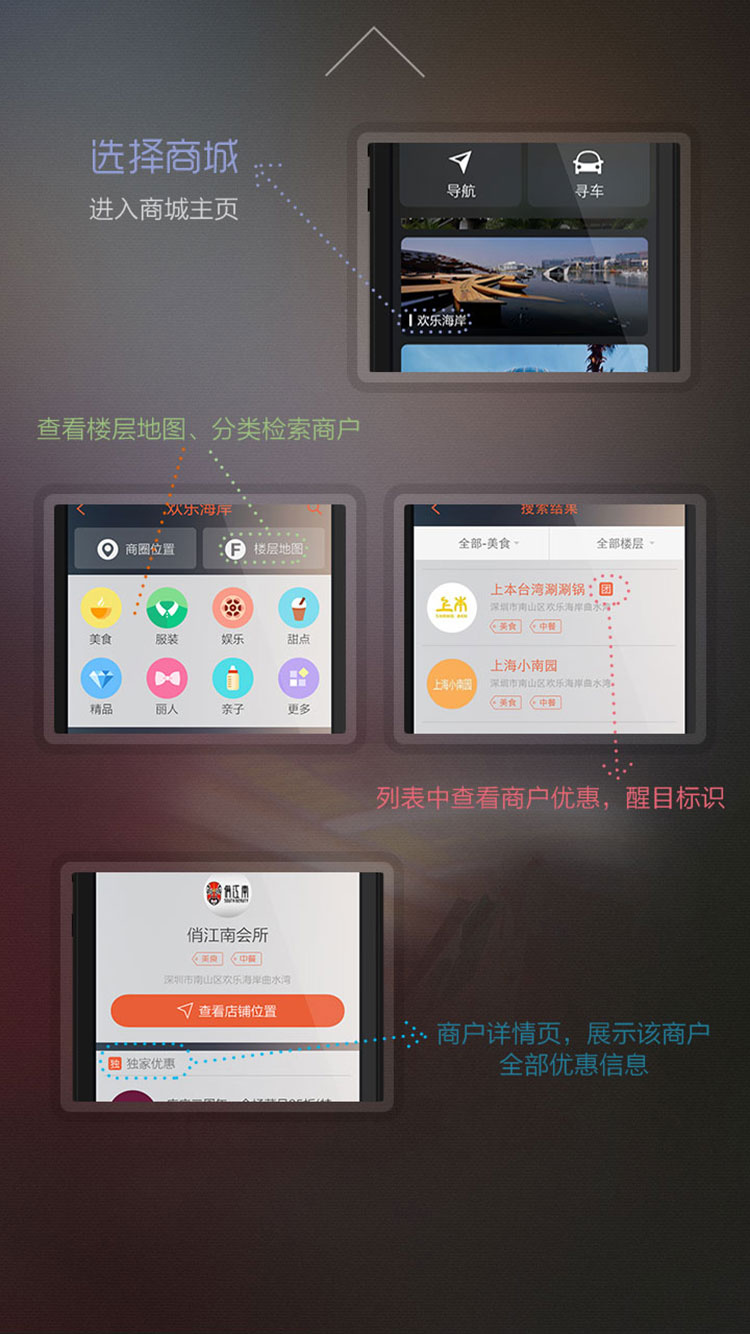 选择商城
进入商城主页
导航
寻车
欢乐海岸
查看楼层地图、分类检索商户
欢乐海岸
商圈位置
F 楼层地图
美食
服装
娱乐
甜点
精品
丽人
亲子
更多
搜索结果
全部-美食
全部楼层
上本台湾涮涮锅 团
深圳市南山区欢乐海岸曲水湾
美食
中餐
上海小南园
上海小南园
深圳市南山区欢乐海岸曲水湾
美食
中餐
列表中查看商户优惠，醒目标识
俏江南
俏江南会所
美食
中餐
深圳市南山区欢乐海岸曲水湾
查看店铺位置
独 独家优惠
商户详情页，展示该商户
全部优惠信息